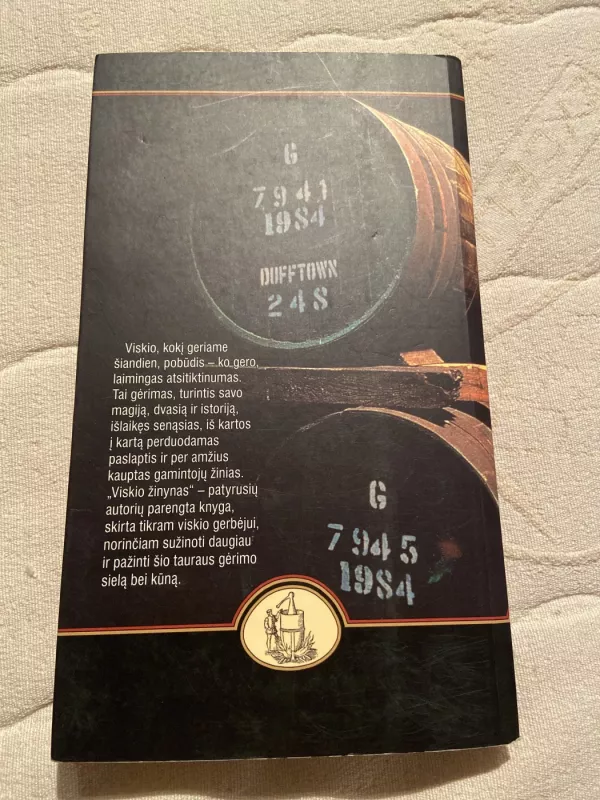 G
7941
1984
DUFFTOWN
248
Viskio, kokį geriame
šiandien, pobūdis – ko gero,
laimingas atsitiktinumas.
Tai gėrimas, turintis savo
magiją, dvasią ir istoriją,
išlaikęs senąsias, iš kartos
į kartą perduodamas
paslaptis ir per amžius
kauptas gamintojų žinias.
„Viskio žinynas“ – patyrusių
autorių parengta knyga,
skirta tikram viskio gerbėjui,
norinčiam sužinoti daugiau
ir pažinti šio tauraus gėrimo
sielą bei kūną.
G
7945
1984